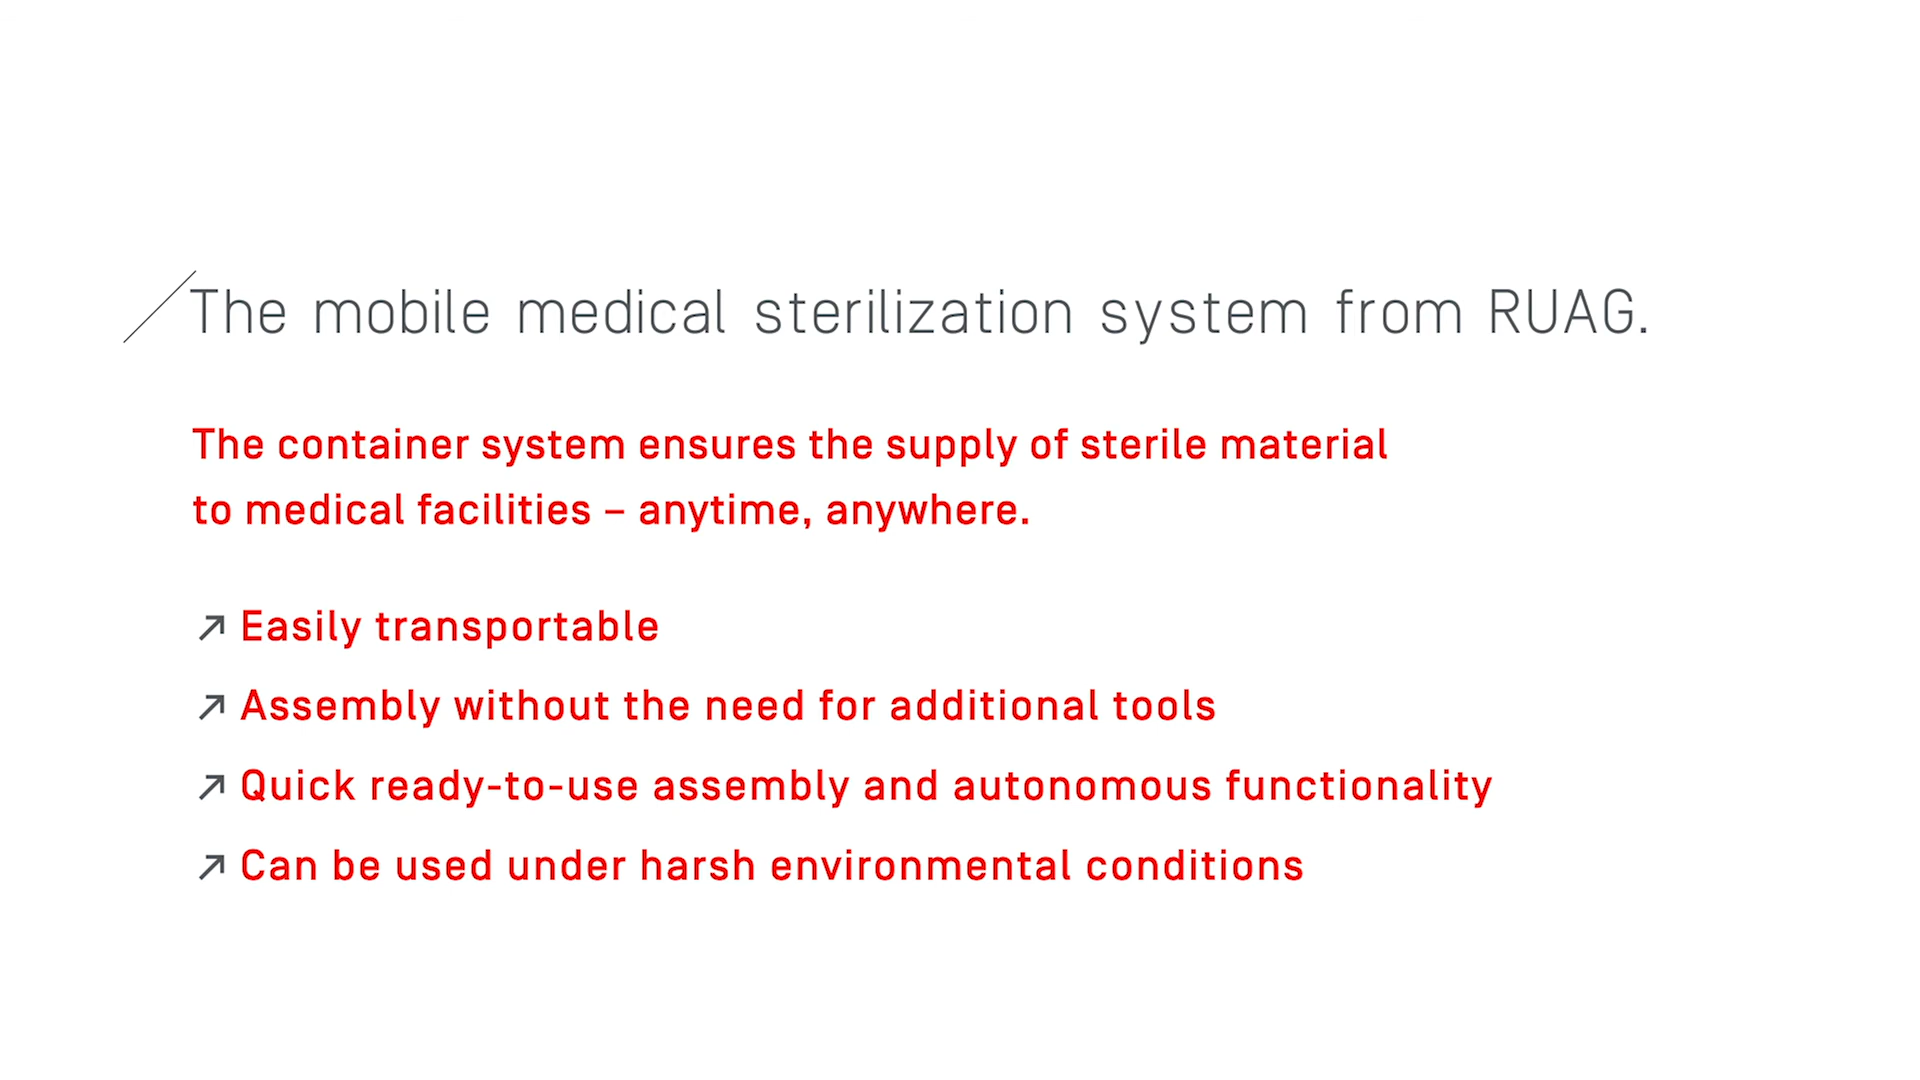 The mobile medical sterilization system from RUAG.
The container system ensures the supply of sterile material
to medical facilities – anytime, anywhere.
↗ Easily transportable
↗ Assembly without the need for additional tools
↗ Quick ready-to-use assembly and autonomous functionality
↗ Can be used under harsh environmental conditions